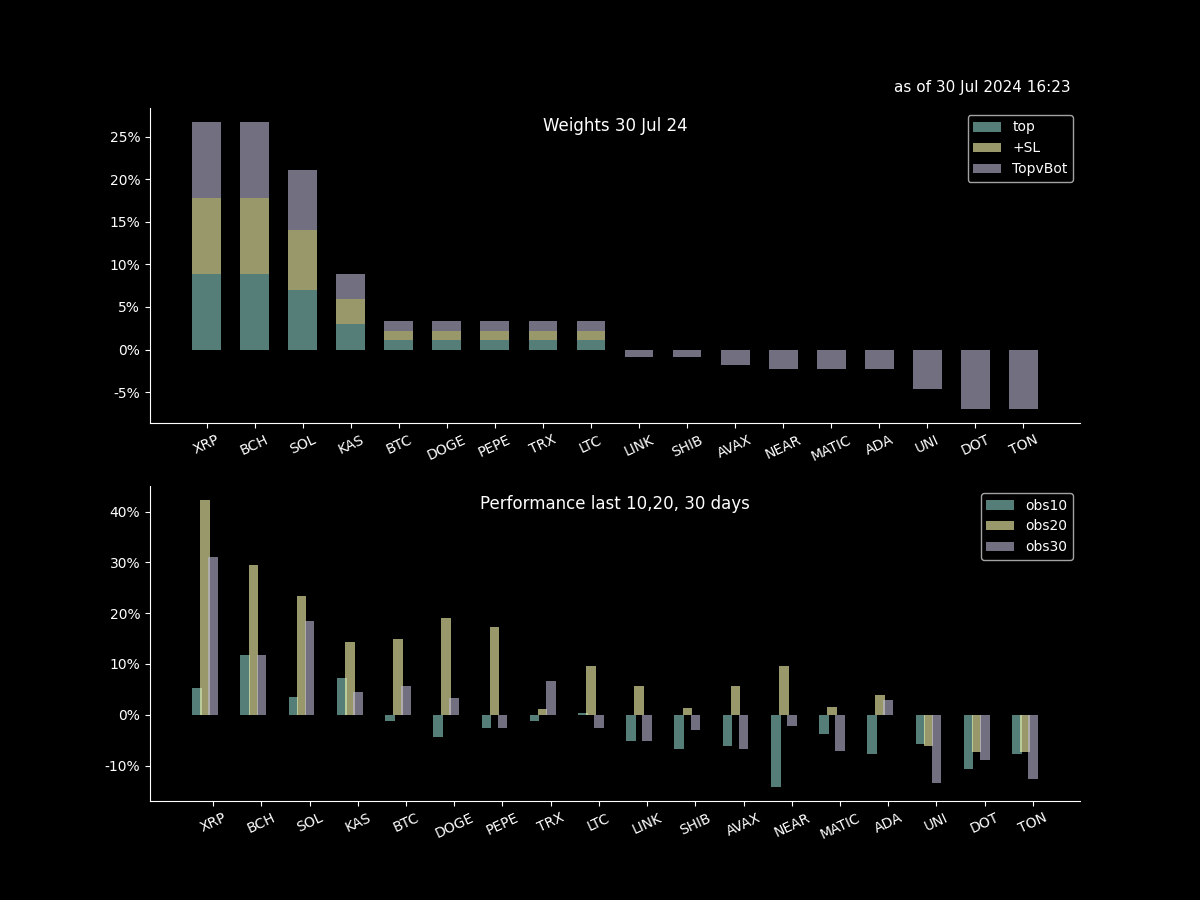 as of 30 Jul 2024 16:23
Weights 30 Jul 24
top
+SL
TopvBot
25%
20%
15%
10%
5%
0%
-5%
XRP BCH SOL KAS BTC DOGE PEPE TRX LTC LINK SHIB AVAX NEAR MATIC ADA UNI DOT TON
Performance last 10,20, 30 days
obs10
obs20
obs30
40%
30%
20%
10%
0%
-10%
XRP BCH SOL KAS BTC DOGE PEPE TRX LTC LINK SHIB AVAX NEAR MATIC ADA UNI DOT TON